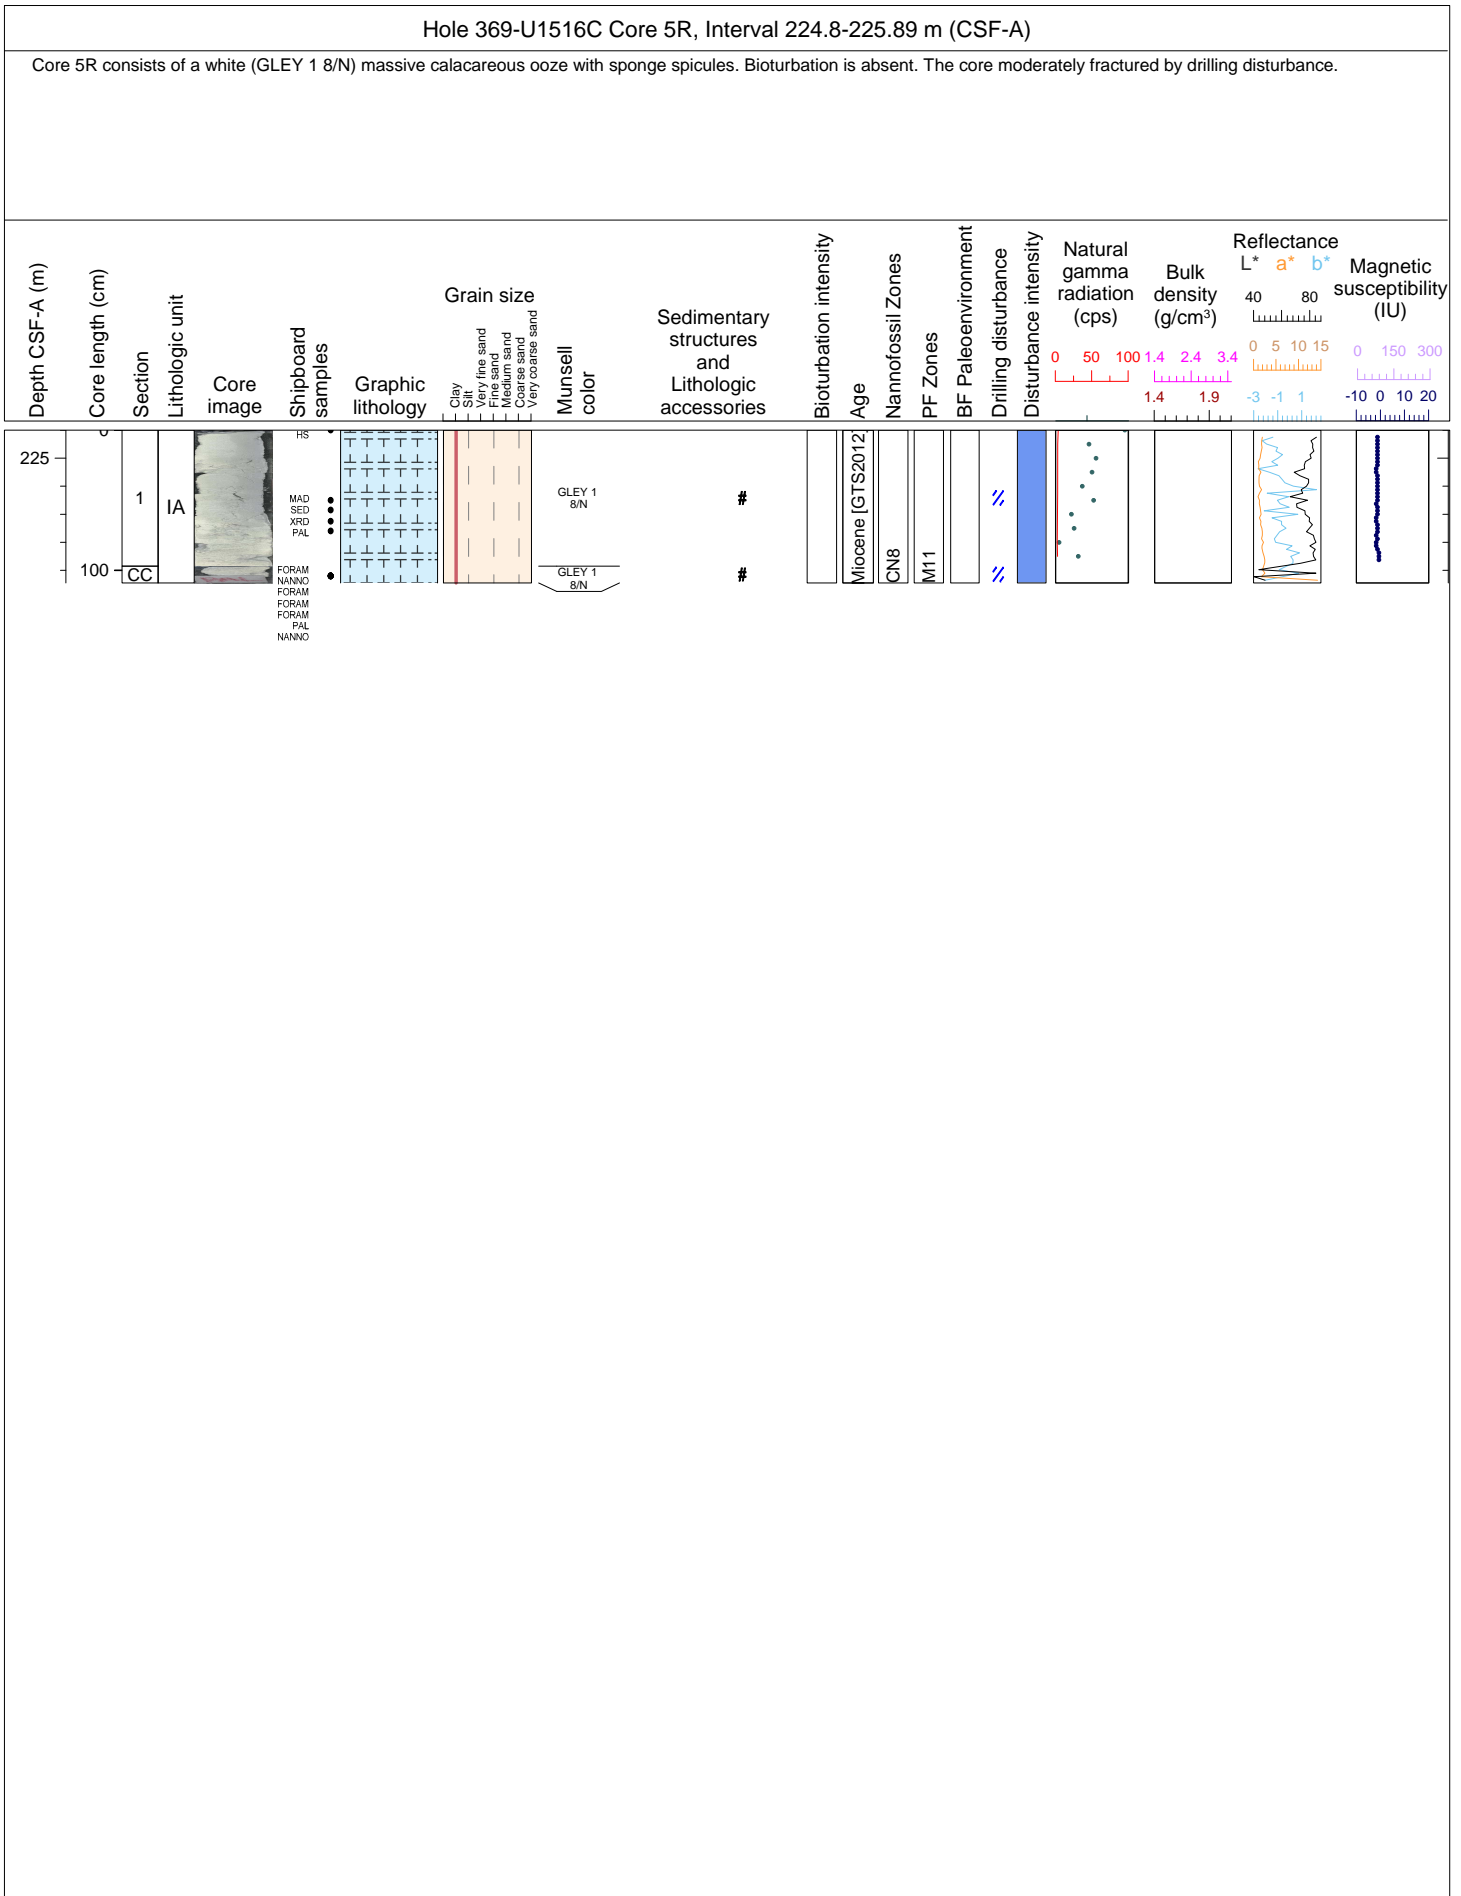 Hole 369-U1516C Core 5R, Interval 224.8-225.89 m (CSF-A)
Core 5R consists of a white (GLEY 1 8/N) massive calacareous ooze with sponge spicules. Bioturbation is absent. The core moderately fractured by drilling disturbance.
Depth CSF-A (m)
Core length (cm)
Section
Lithologic unit
Core
image
Shipboard
samples
Graphic
lithology
Grain size
Clay
Silt
Very fine sand
Fine sand
Medium sand
Coarse sand
Very coarse sand
Munsell
color
Sedimentary
structures
and
Lithologic
accessories
Bioturbation intensity
Age
Nannofossil Zones
PF Zones
BF Paleoenvironment
Drilling disturbance
Disturbance intensity
Natural
gamma
radiation
(cps)
0 50 100
Bulk
density
(g/cm³)
1.4 2.4 3.4
1.4 1.9
Reflectance
L* a* b*
40 80
0 5 10 15
-3 -1 1
Magnetic
susceptibility
(IU)
0 150 300
-10 0 10 20
225
0
100
1
CC
IA
HS
MAD
SED
XRD
PAL
FORAM
NANNO
FORAM
FORAM
FORAM
PAL
NANNO
GLEY 1
8/N
GLEY 1
8/N
#
#
Miocene [GTS2012]
CN8
M11